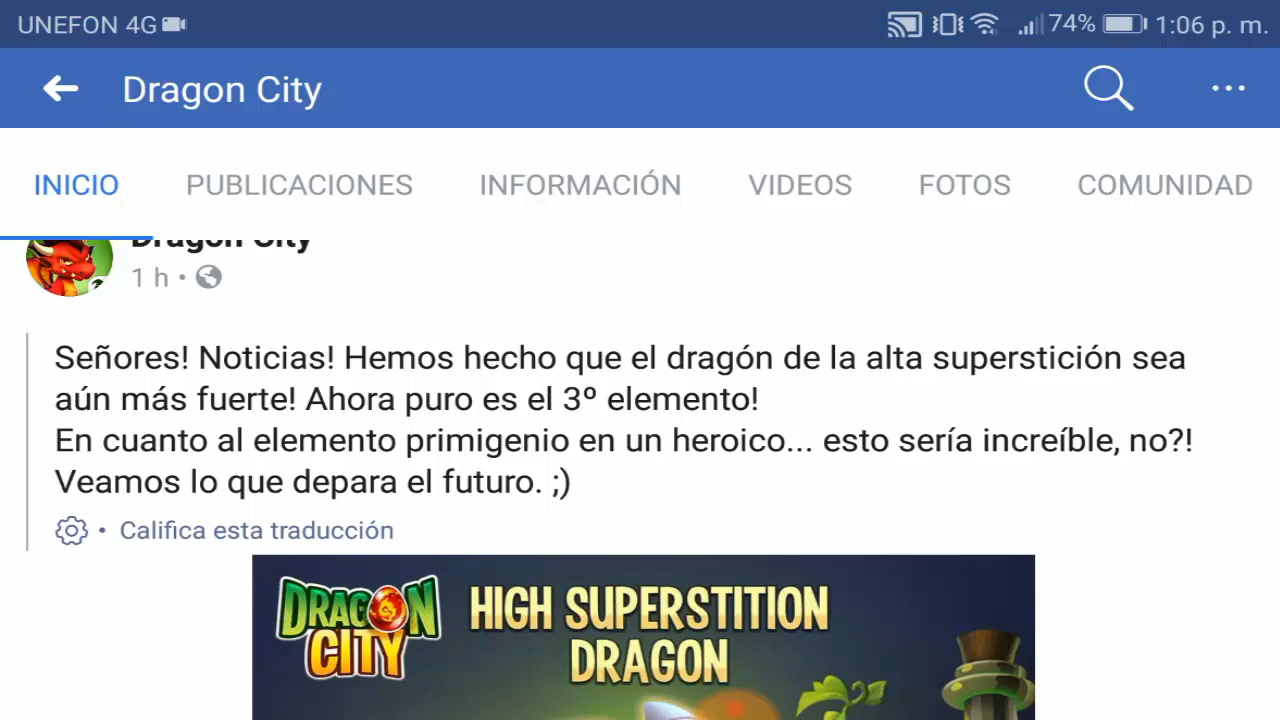 UNEFON 4G 74% 1:06 p. m.
Dragon City
INICIO PUBLICACIONES INFORMACIÓN VIDEOS FOTOS COMUNIDAD
Dragon City
1 h •
Señores! Noticias! Hemos hecho que el dragón de la alta superstición sea
aún más fuerte! Ahora puro es el 3º elemento!
En cuanto al elemento primigenio en un heroico... esto sería increíble, no?!
Veamos lo que depara el futuro. ;)
• Califica esta traducción
DRAGON
CITY
HIGH SUPERSTITION
DRAGON